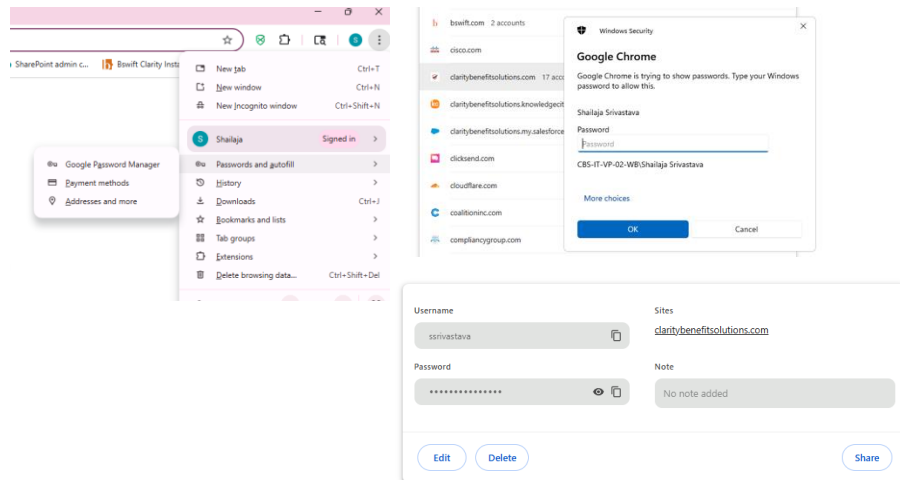 SharePoint admin c...
Bswift Clarity Insta
New tab
Ctrl+T
New window
Ctrl+N
New Incognito window
Ctrl+Shift+N
S
Shailaja
Signed in
Google Password Manager
Payment methods
Addresses and more
Passwords and autofill
History
Downloads
Ctrl+J
Bookmarks and lists
Tab groups
Extensions
Delete browsing data...
Ctrl+Shift+Del
bswift.com 2 accounts
cisco.com
claritybenefitsolutions.com 17 acco
claritybenefitsolutions.knowledgecit
claritybenefitsolutions.my.salesforce
clicksend.com
cloudflare.com
coalitioninc.com
compliancygroup.com
Windows Security
Google Chrome
Google Chrome is trying to show passwords. Type your Windows
password to allow this.
Shailaja Srivastava
Password
Password
CBS-IT-VP-02-WB\Shailaja Srivastava
More choices
OK
Cancel
Username
ssrivastava
Sites
claritybenefitsolutions.com
Password
•••••••••••••••
Note
No note added
Edit
Delete
Share